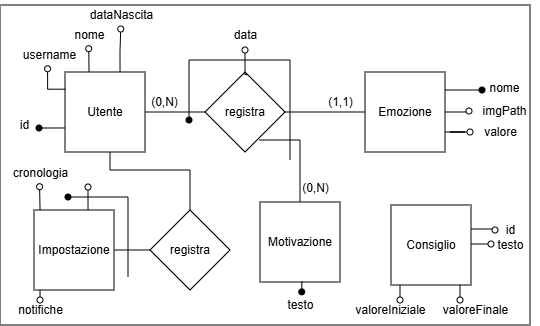 dataNascita
nome
username
data
Utente
(0,N)
registra
(1,1)
Emozione
nome
imgPath
valore
id
cronologia
(0,N)
Impostazione
registra
Motivazione
Consiglio
id
testo
notifiche
testo
valoreIniziale
valoreFinale